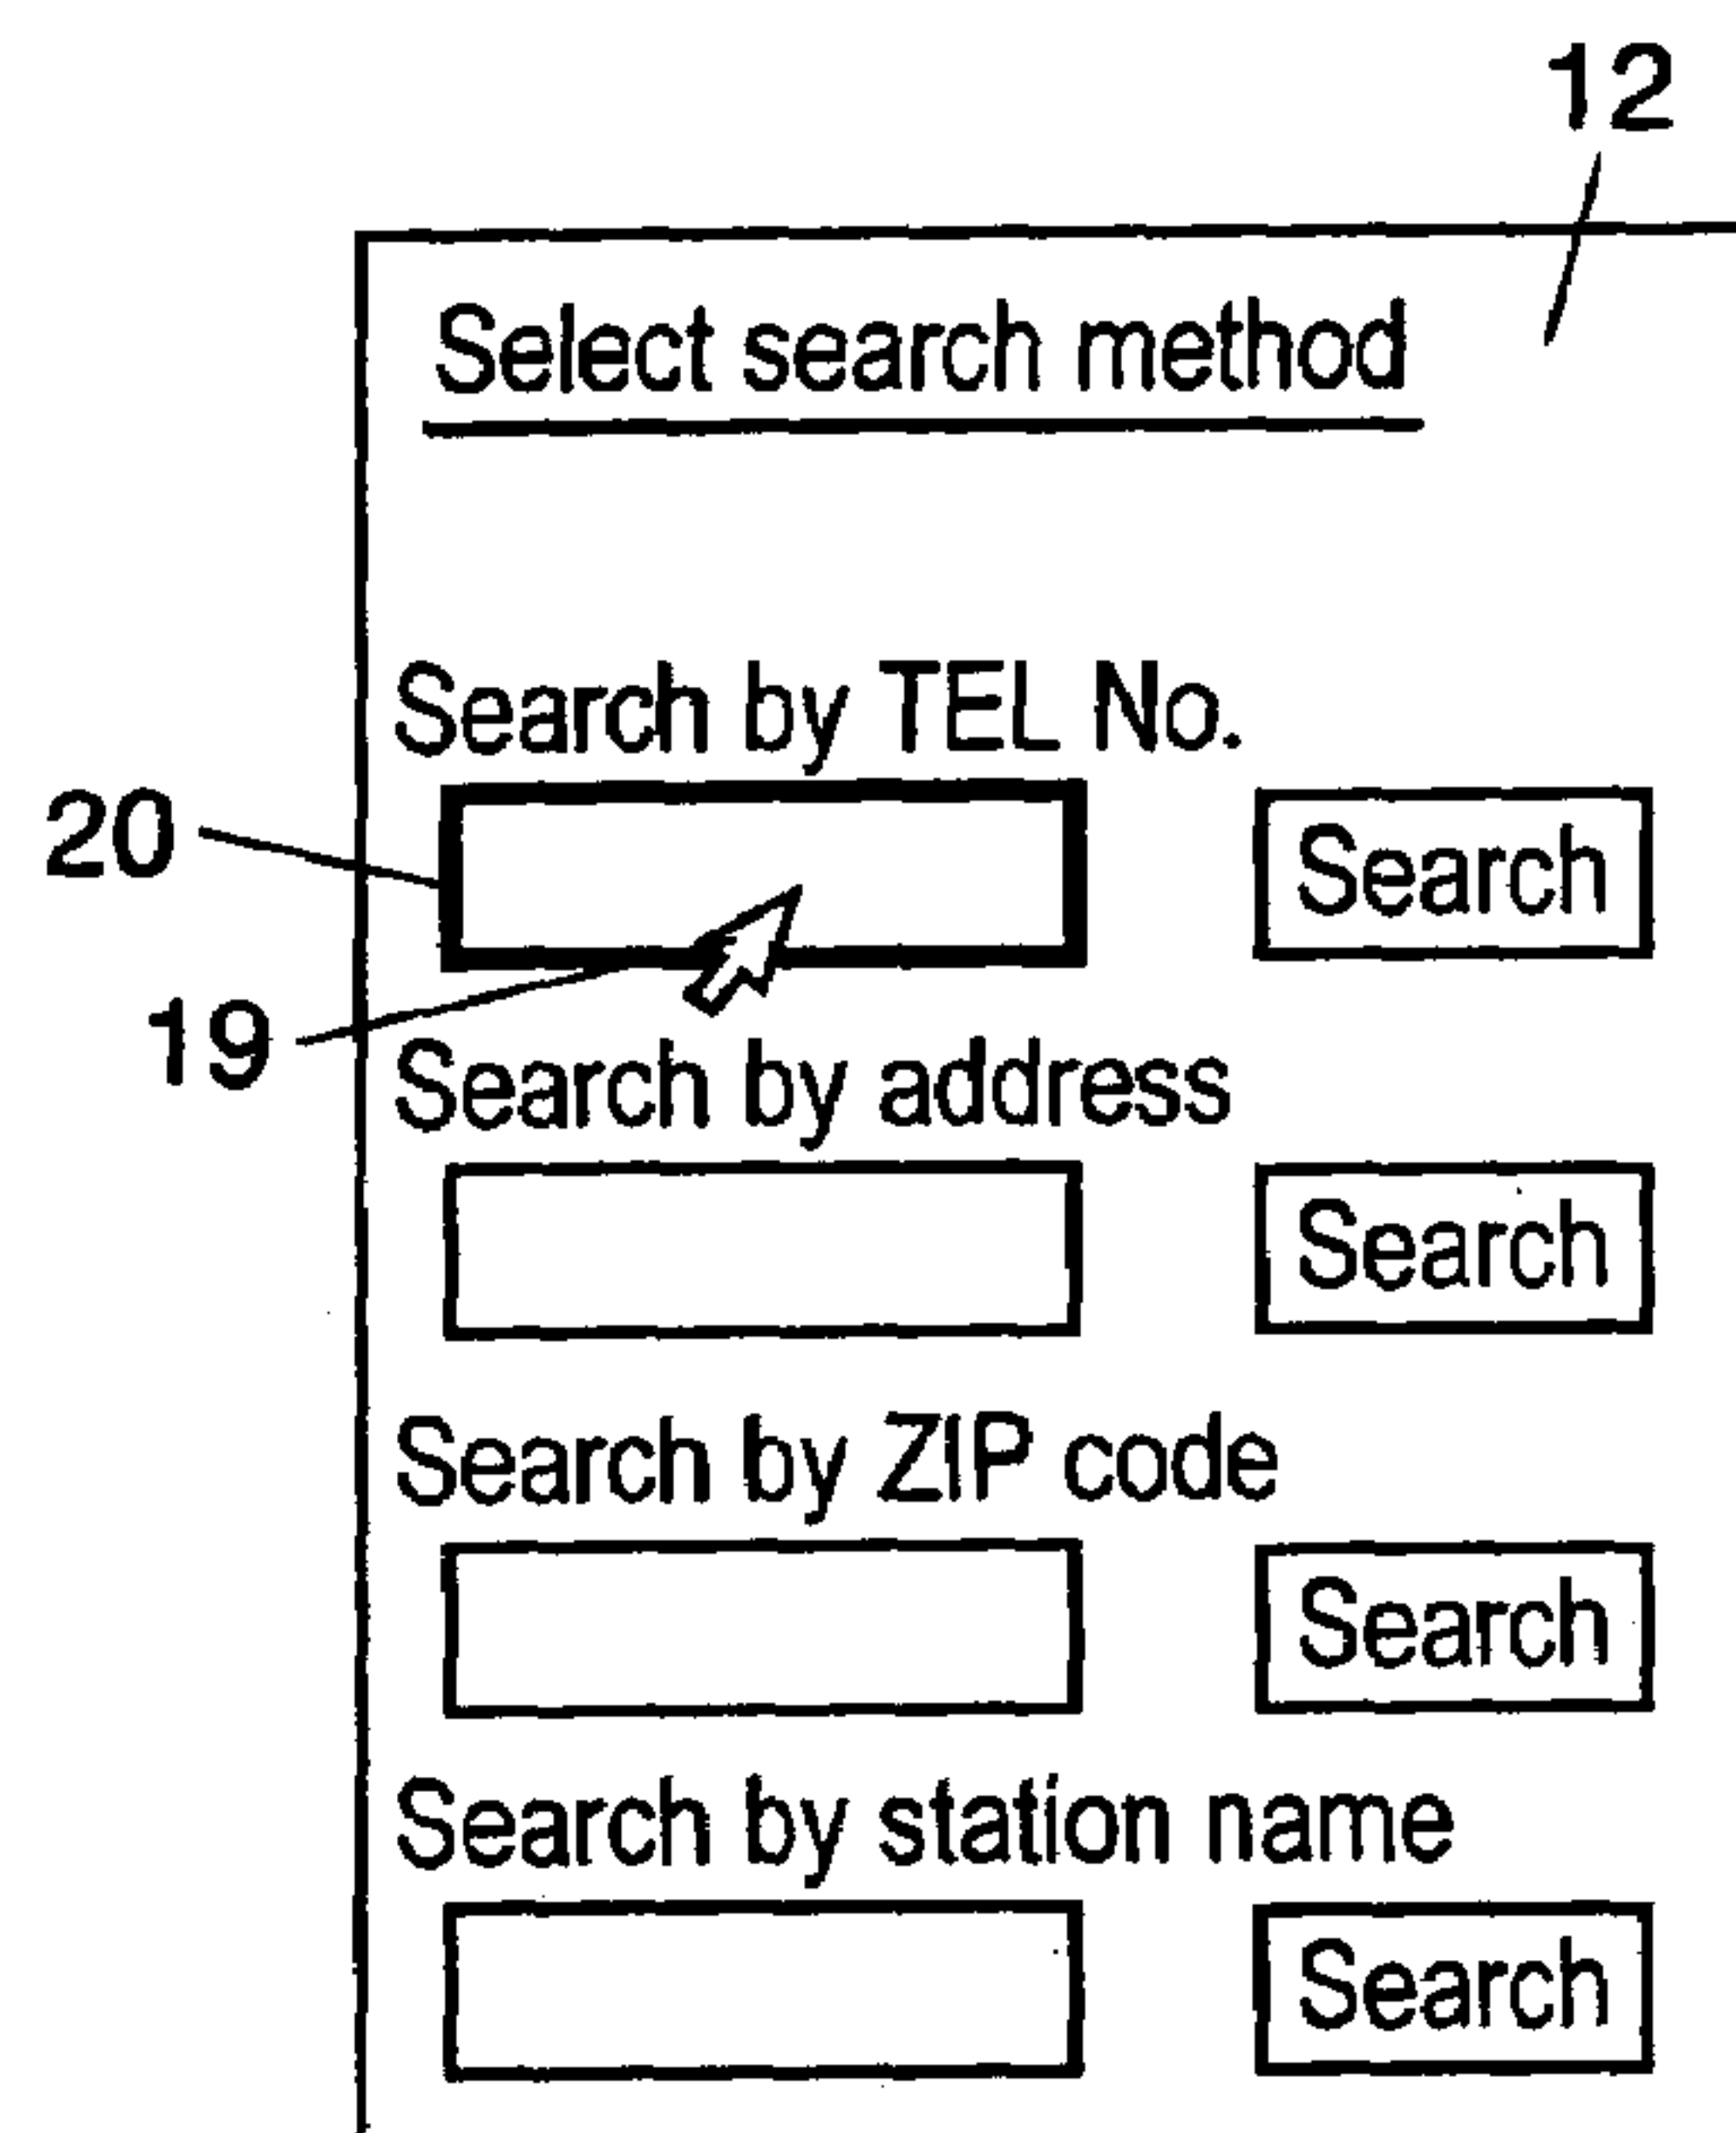 12
Select search method
Search by TEL No.
20
Search
19
Search by address
Search
Search by ZIP code
Search
Search by station name
Search